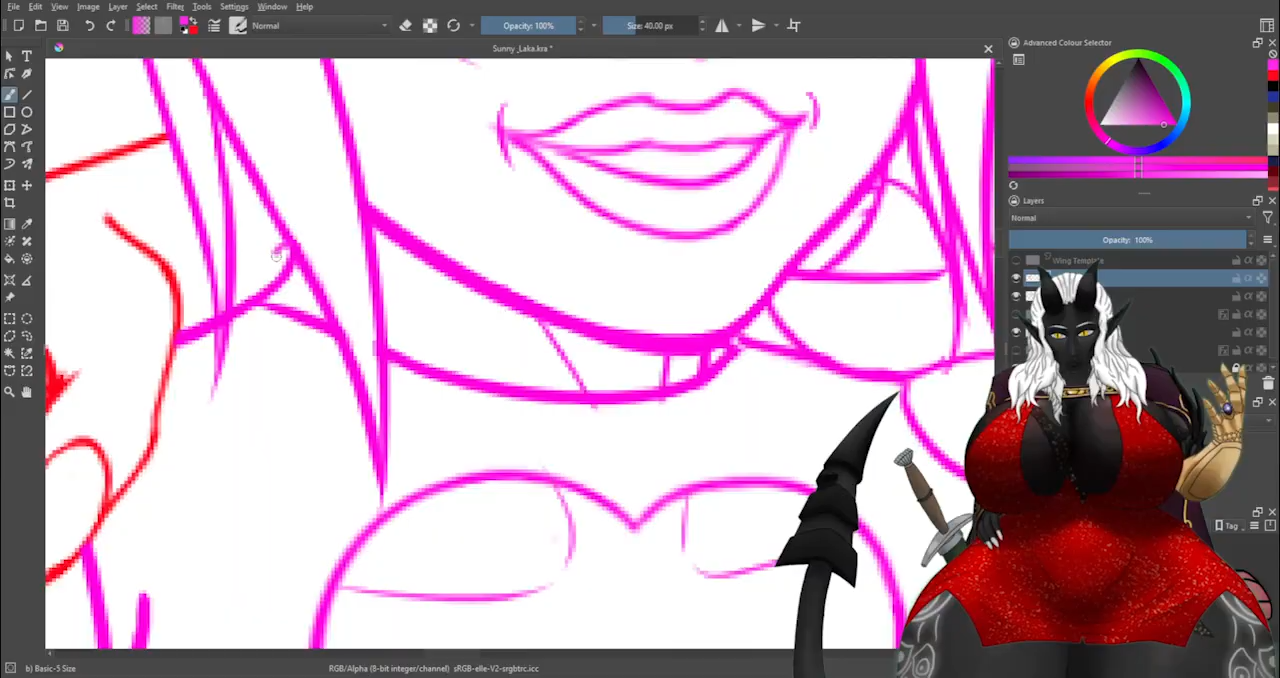 File Edit View Image Layer Select Filter Tools Settings Window Help
Normal
Opacity: 100%
Size: 40.00 px
Sunny _Laka.kra *
Advanced Colour Selector
Layers
Normal
Opacity: 100%
Wing Template
Tag
b) Basic-5 Size
RGB/Alpha (8-bit integer/channel) sRGB-elle-V2-srgbtrc.icc